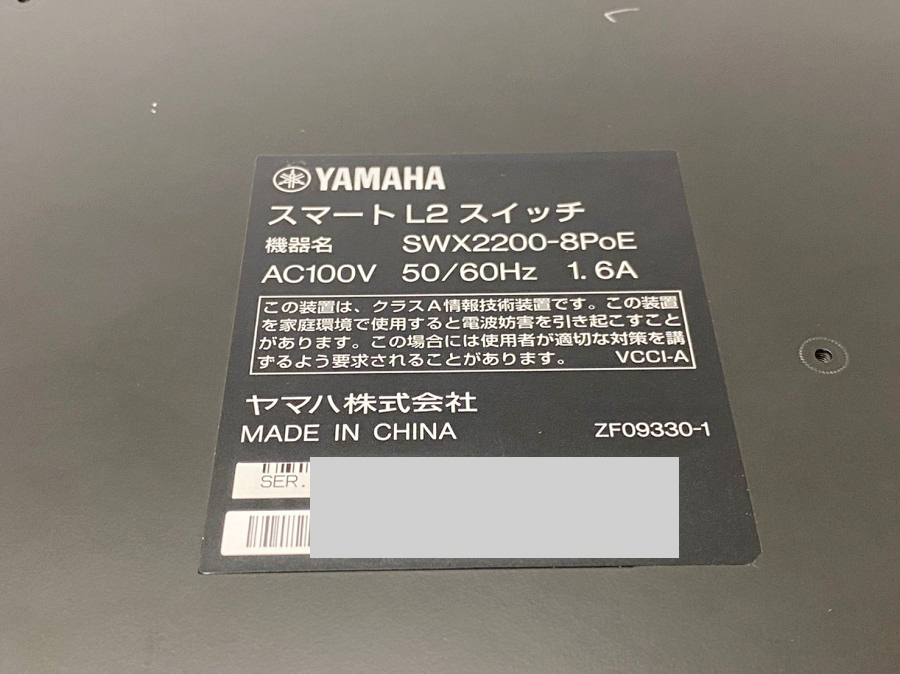 YAMAHA
スマート L2 スイッチ
機器名 SWX2200-8PoE
AC100V 50/60Hz 1.6A
この装置は、クラスA情報技術装置です。この装置
を家庭環境で使用すると電波妨害を引き起こすこと
があります。この場合には使用者が適切な対策を講
ずるよう要求されることがあります。 VCCI-A
ヤマハ株式会社
MADE IN CHINA ZF09330-1
SER.